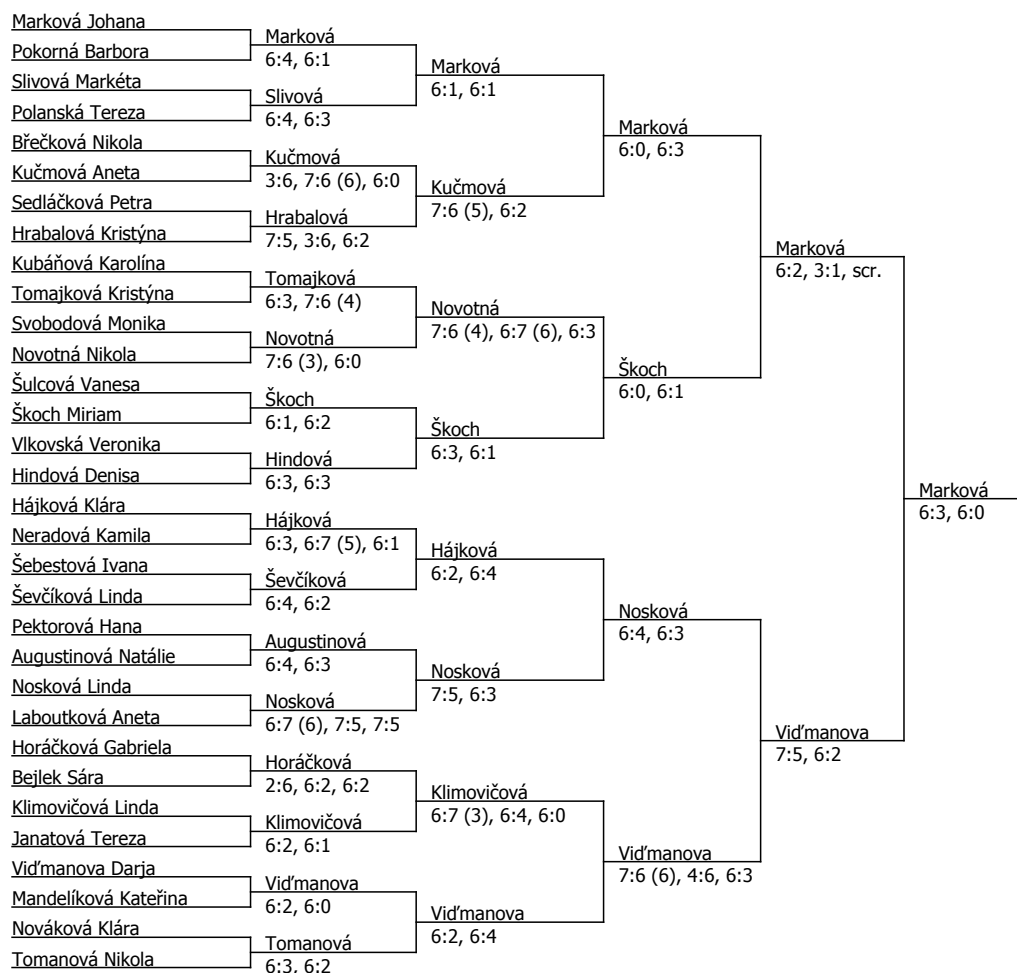 Marková Johana
Pokorná Barbora
Slivová Markéta
Polanská Tereza
Břečková Nikola
Kučmová Aneta
Sedláčková Petra
Hrabalová Kristýna
Kubáňová Karolína
Tomajková Kristýna
Svobodová Monika
Novotná Nikola
Šulcová Vanesa
Škoch Miriam
Vlkovská Veronika
Hindová Denisa
Hájková Klára
Neradová Kamila
Šebestová Ivana
Ševčíková Linda
Pektorová Hana
Augustinová Natálie
Nosková Linda
Laboutková Aneta
Horáčková Gabriela
Bejlek Sára
Klimovičová Linda
Janatová Tereza
Viďmanova Darja
Mandelíková Kateřina
Nováková Klára
Tomanová Nikola
Marková
6:4, 6:1
Slivová
6:4, 6:3
Kučmová
3:6, 7:6 (6), 6:0
Hrabalová
7:5, 3:6, 6:2
Tomajková
6:3, 7:6 (4)
Novotná
7:6 (3), 6:0
Škoch
6:1, 6:2
Hindová
6:3, 6:3
Hájková
6:3, 6:7 (5), 6:1
Ševčíková
6:4, 6:2
Augustinová
6:4, 6:3
Nosková
6:7 (6), 7:5, 7:5
Horáčková
2:6, 6:2, 6:2
Klimovičová
6:2, 6:1
Viďmanova
6:2, 6:0
Tomanová
6:3, 6:2
Marková
6:1, 6:1
Kučmová
7:6 (5), 6:2
Novotná
7:6 (4), 6:7 (6), 6:3
Škoch
6:3, 6:1
Hájková
6:2, 6:4
Nosková
7:5, 6:3
Klimovičová
6:7 (3), 6:4, 6:0
Viďmanova
6:2, 6:4
Marková
6:0, 6:3
Škoch
6:0, 6:1
Nosková
6:4, 6:3
Viďmanova
7:6 (6), 4:6, 6:3
Marková
6:2, 3:1, scr.
Viďmanova
7:5, 6:2
Marková
6:3, 6:0